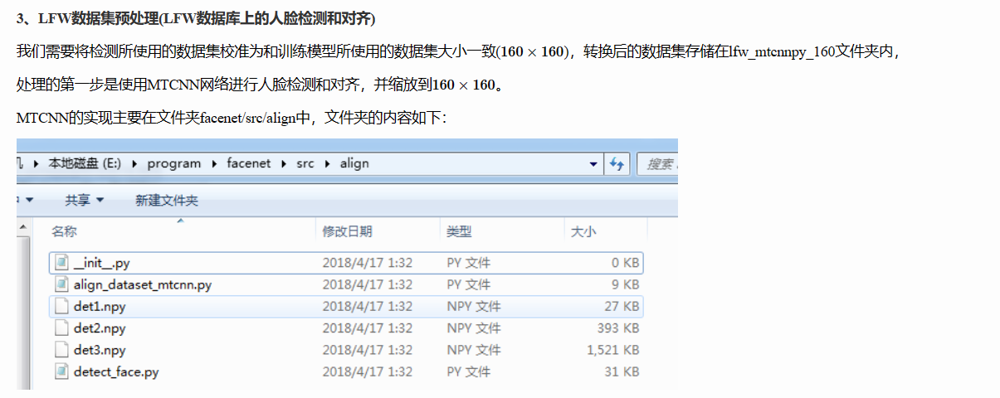 3、LFW数据集预处理(LFW数据库上的人脸检测和对齐)
我们需要将检测所使用的数据集校准为和训练模型所使用的数据集大小一致(160 × 160)，转换后的数据集存储在lfw_mtcnnpy_160文件夹内，
处理的第一步是使用MTCNN网络进行人脸检测和对齐，并缩放到160 × 160。
MTCNN的实现主要在文件夹facenet/src/align中，文件夹的内容如下：
本地磁盘 (E:) program facenet src align 搜索
共享 新建文件夹
名称 修改日期 类型 大小
__init__.py 2018/4/17 1:32 PY 文件 0 KB
align_dataset_mtcnn.py 2018/4/17 1:32 PY 文件 9 KB
det1.npy 2018/4/17 1:32 NPY 文件 27 KB
det2.npy 2018/4/17 1:32 NPY 文件 393 KB
det3.npy 2018/4/17 1:32 NPY 文件 1,521 KB
detect_face.py 2018/4/17 1:32 PY 文件 31 KB